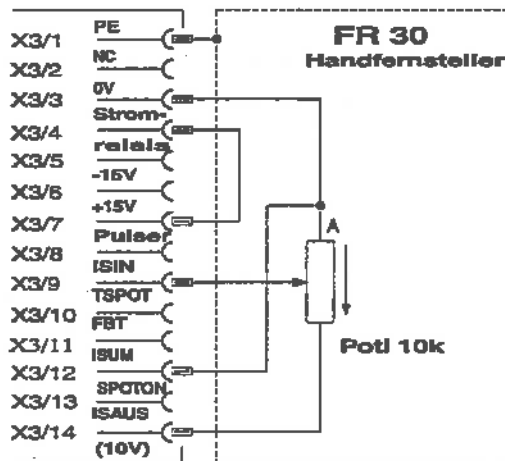 FR 30
Handfernsteller
X3/1 PE
X3/2 NC
X3/3 0V
X3/4 Strom-
X3/5 relais
X3/6 -15V
X3/7 +15V
X3/8 Pulser
X3/9 ISIN
X3/10 TSPOT
X3/11 FBT
X3/12 ISUM
X3/13 SPOTON
X3/14 ISAUS
(10V)
A
Poti 10k